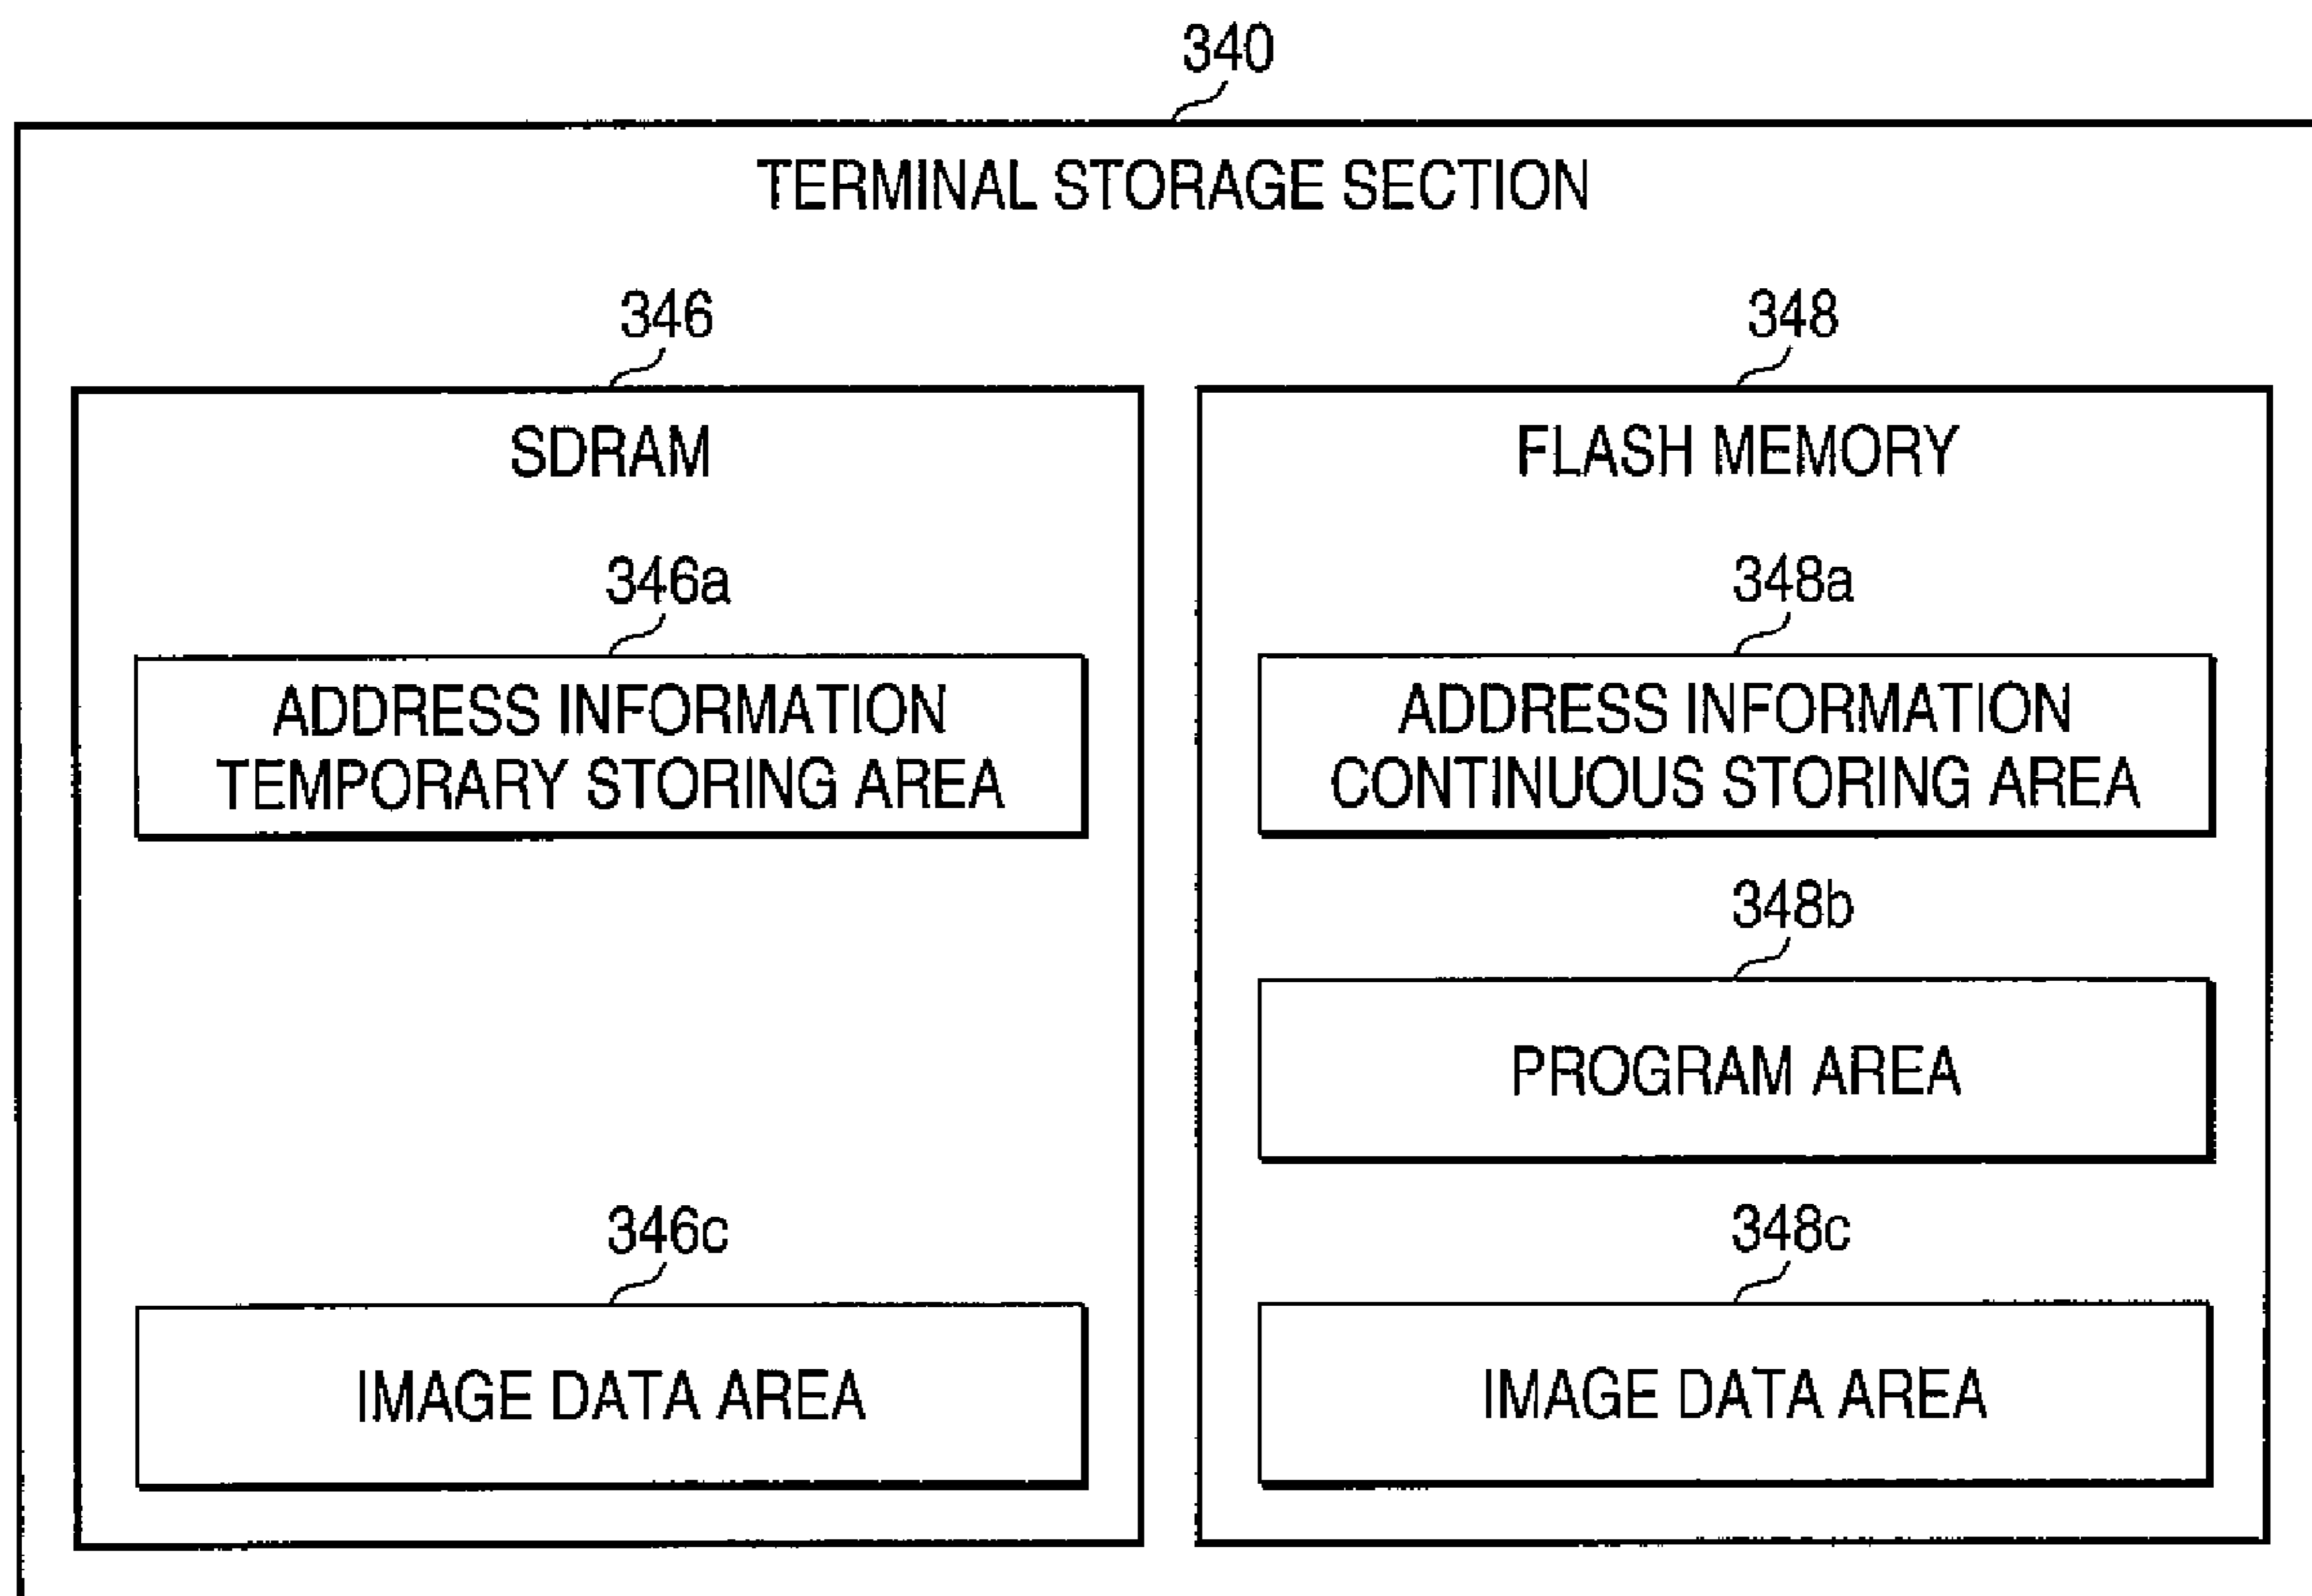 340
TERMINAL STORAGE SECTION
346
SDRAM
346a
ADDRESS INFORMATION
TEMPORARY STORING AREA
346c
IMAGE DATA AREA
348
FLASH MEMORY
348a
ADDRESS INFORMATION
CONTINUOUS STORING AREA
348b
PROGRAM AREA
348c
IMAGE DATA AREA